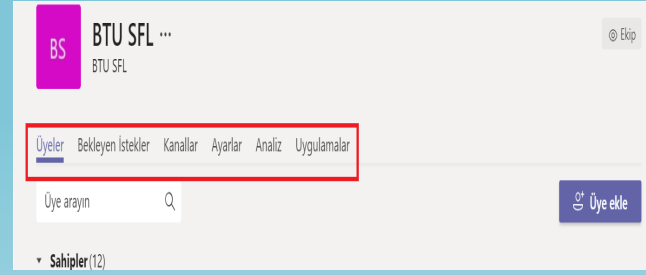 BS
BTU SFL ...
BTU SFL
Ekip
Üyeler Bekleyen İstekler Kanallar Ayarlar Analiz Uygulamalar
Üye arayın
Üye ekle
Sahipler (12)